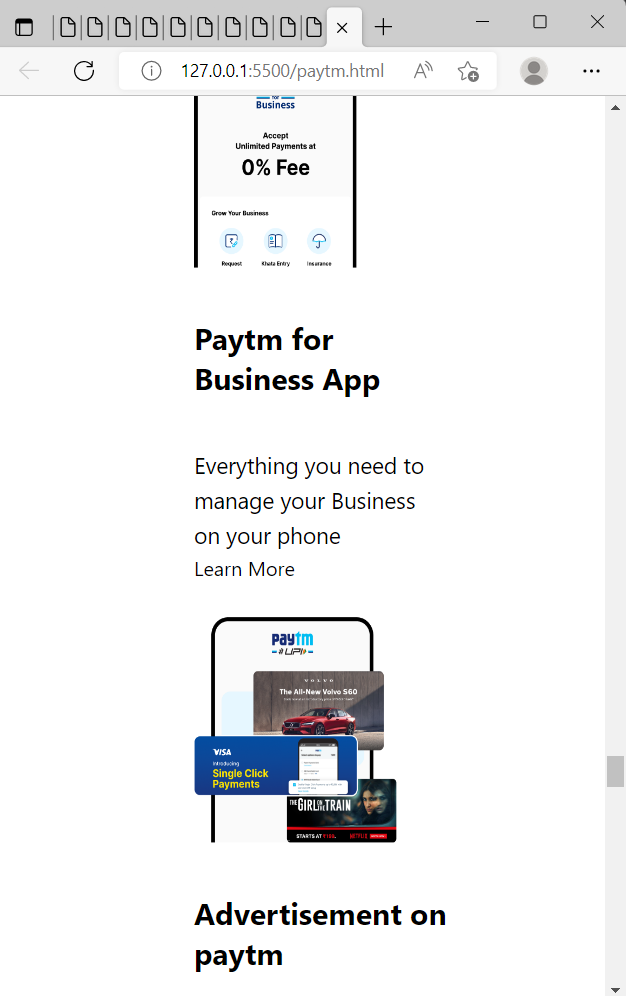 127.0.0.1:5500/paytm.html
for
Business
Accept
Unlimited Payments at
0% Fee
Grow Your Business
Request
Khata Entry
Insurance
Paytm for
Business App
Everything you need to
manage your Business
on your phone
Learn More
paytm
UPI
VOLVO
The All-New Volvo S60
VISA
Introducing
Single Click
Payments
THE GIRL ON THE TRAIN
STARTS AT
NETFLIX
Advertisement on
paytm